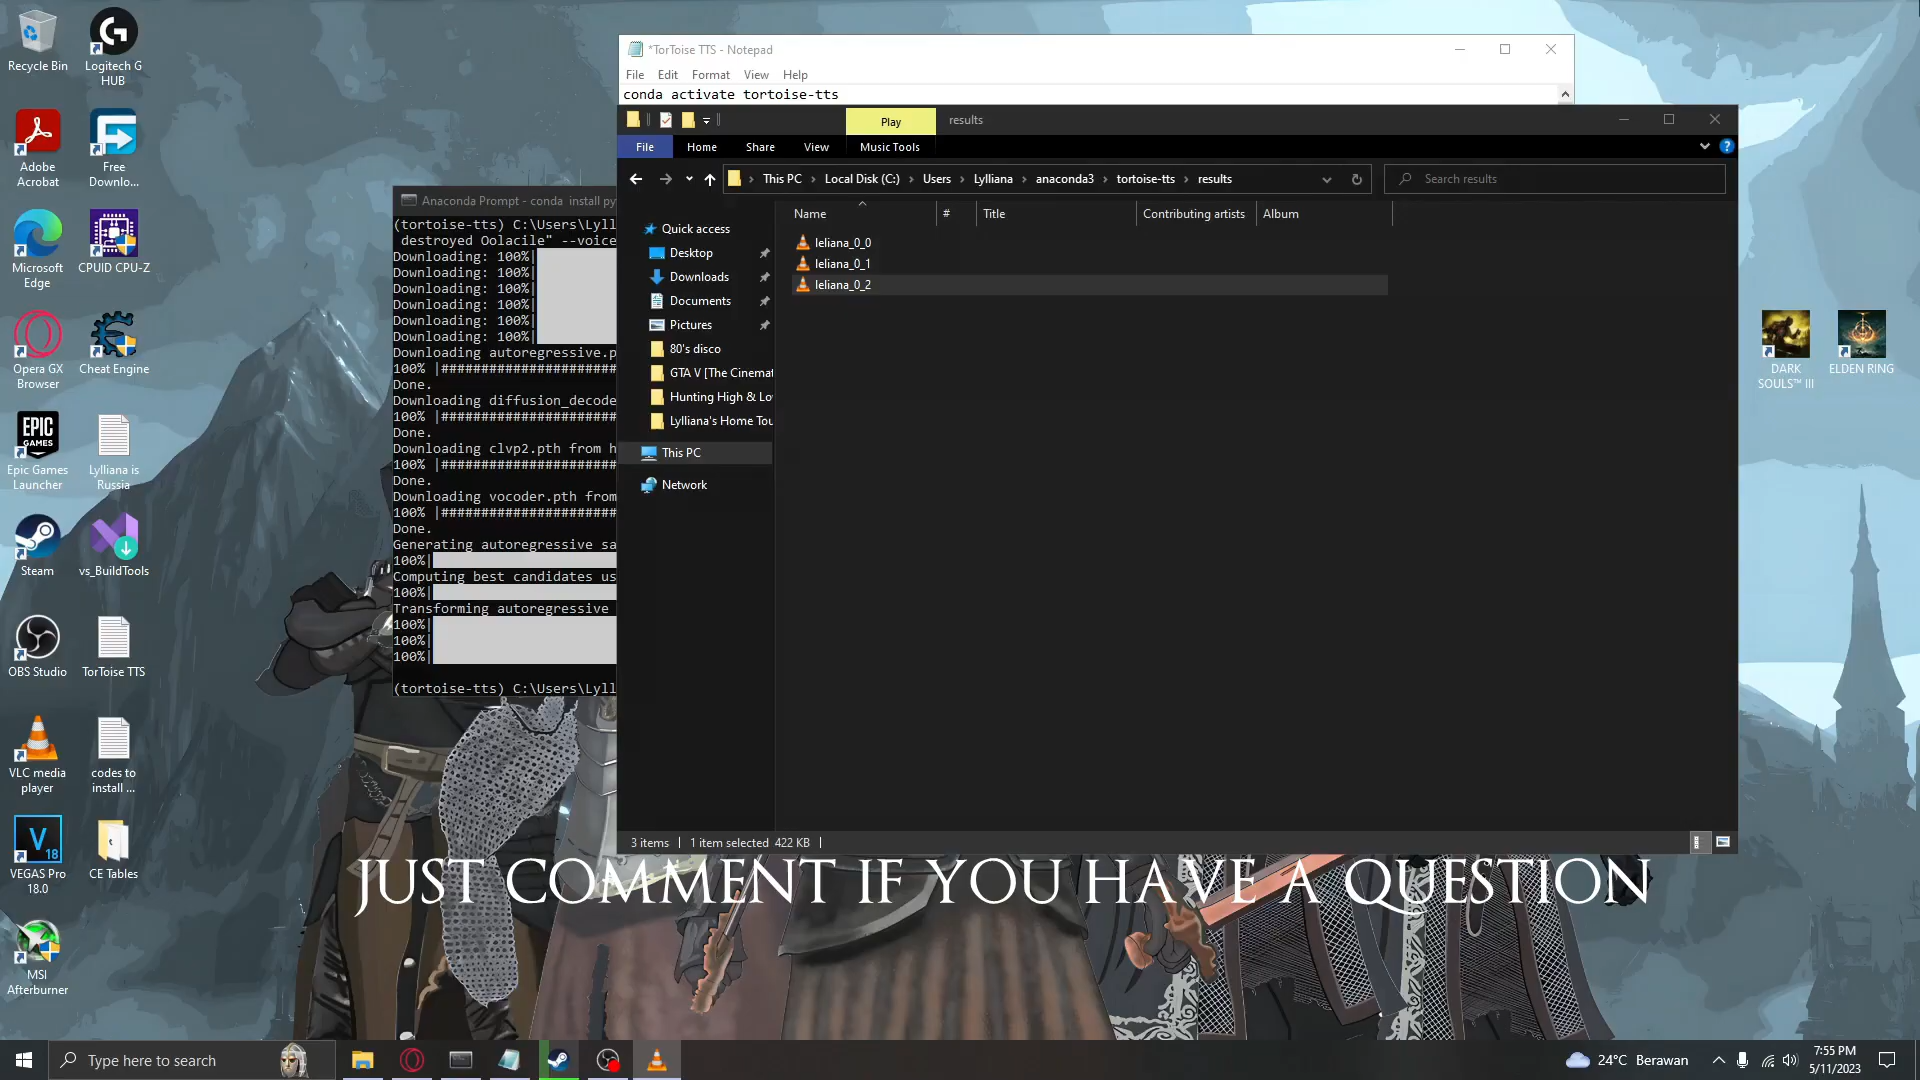 Recycle Bin
Logitech G
HUB
Adobe
Acrobat
Free
Downlo...
Microsoft
Edge
CPUID CPU-Z
Opera GX
Browser
Cheat Engine
EPIC
GAMES
Epic Games
Launcher
Lylliana is
Russia
Steam
vs_BuildTools
OBS Studio
TorToise TTS
VLC media
player
codes to
install ...
V
18
VEGAS Pro
18.0
CE Tables
MSI
Afterburner
*TorToise TTS - Notepad
File Edit Format View Help
conda activate tortoise-tts
Anaconda Prompt - conda install py
(tortoise-tts) C:\Users\Lyll
destroyed Oolacile" --voice
Downloading: 100%|
Downloading: 100%|
Downloading: 100%|
Downloading: 100%|
Downloading: 100%|
Downloading: 100%|
Downloading autoregressive.p
100% |#######################
Done.
Downloading diffusion_decode
100% |#######################
Done.
Downloading clvp2.pth from h
100% |#######################
Done.
Downloading vocoder.pth from
100% |#######################
Done.
Generating autoregressive sa
100%|
Computing best candidates us
100%|
Transforming autoregressive
100%|
100%|
100%|
(tortoise-tts) C:\Users\Lyll
Play results
File Home Share View Music Tools
This PC › Local Disk (C:) › Users › Lylliana › anaconda3 › tortoise-tts › results
Search results
Quick access
Desktop
Downloads
Documents
Pictures
80's disco
GTA V [The Cinemat
Hunting High & Lo
Lylliana's Home Tou
This PC
Network
Name # Title Contributing artists Album
leliana_0_0
leliana_0_1
leliana_0_2
3 items 1 item selected 422 KB
DARK
SOULS™ III
ELDEN RING
JUST COMMENT IF YOU HAVE A QUESTION
Type here to search
24°C Berawan
7:55 PM
5/11/2023